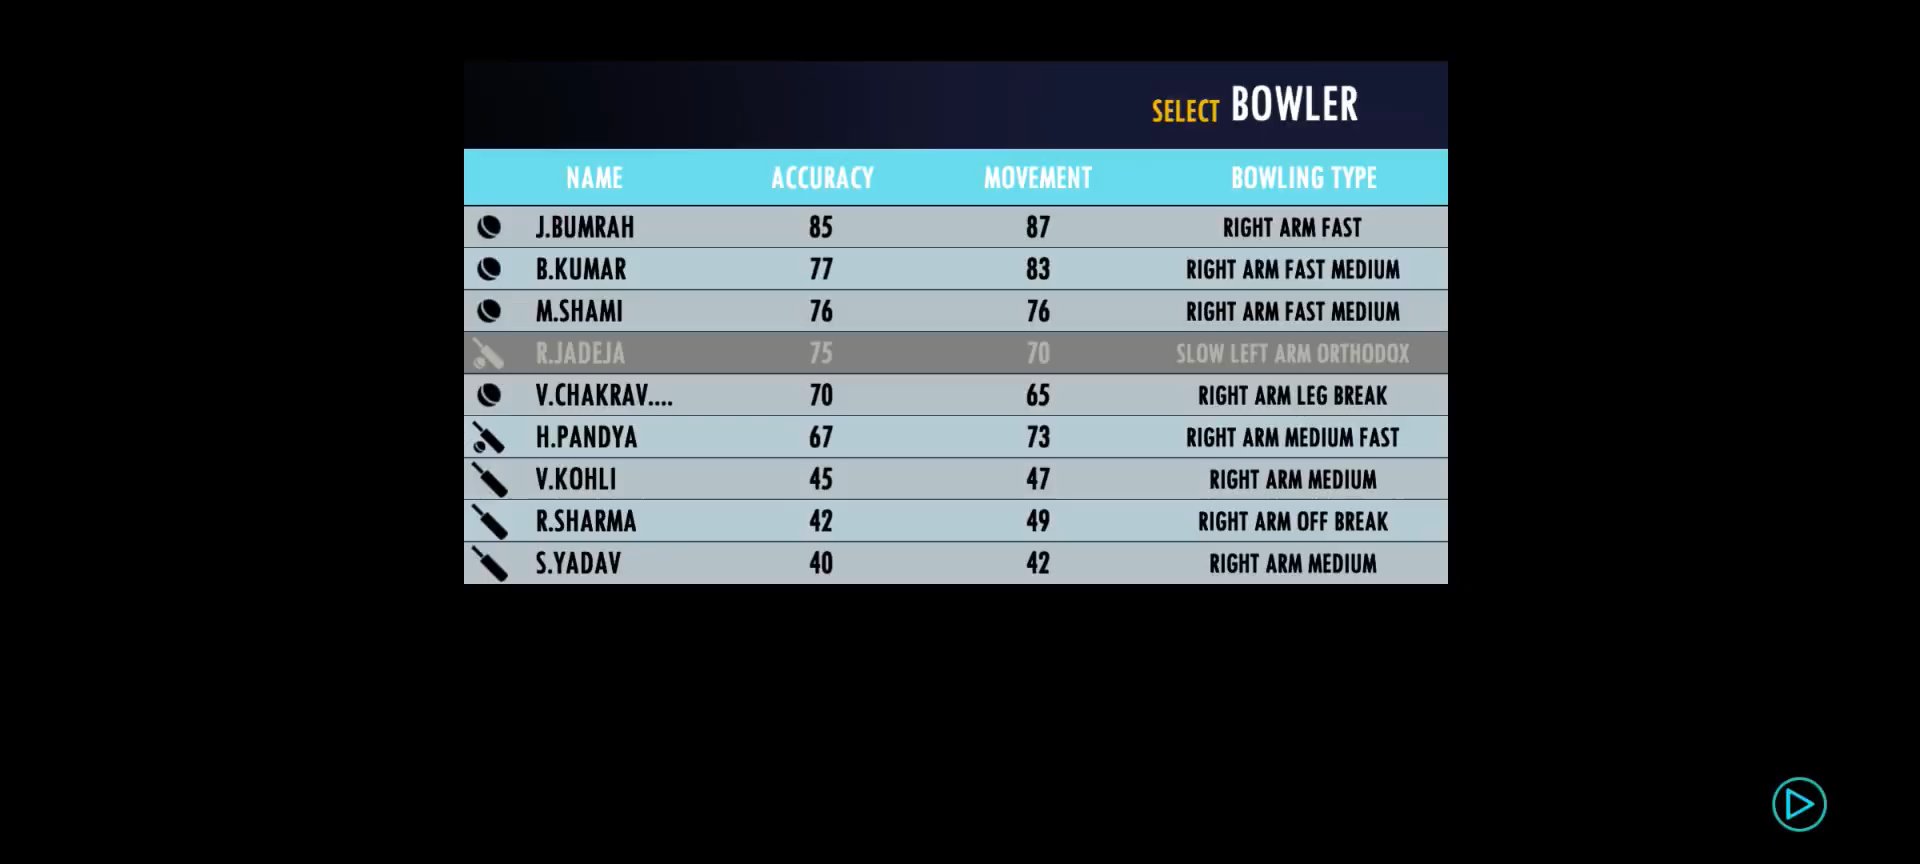 SELECT BOWLER
NAME ACCURACY MOVEMENT BOWLING TYPE
J.BUMRAH 85 87 RIGHT ARM FAST
B.KUMAR 77 83 RIGHT ARM FAST MEDIUM
M.SHAMI 76 76 RIGHT ARM FAST MEDIUM
R.JADEJA 75 70 SLOW LEFT ARM ORTHODOX
V.CHAKRAV.... 70 65 RIGHT ARM LEG BREAK
H.PANDYA 67 73 RIGHT ARM MEDIUM FAST
V.KOHLI 45 47 RIGHT ARM MEDIUM
R.SHARMA 42 49 RIGHT ARM OFF BREAK
S.YADAV 40 42 RIGHT ARM MEDIUM